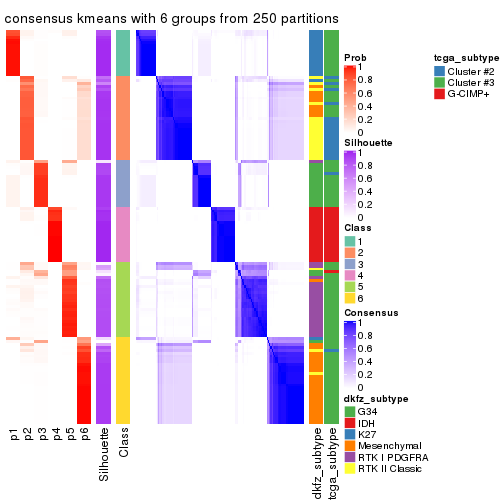 consensus kmeans with 6 groups from 250 partitions
Prob
1
0.8
0.6
0.4
0.2
0
Silhouette
1
0.8
0.6
0.4
0.2
0
Class
1
2
3
4
5
6
Consensus
1
0.8
0.6
0.4
0.2
0
dkfz_subtype
G34
IDH
K27
Mesenchymal
RTK I PDGFRA
RTK II Classic
tcga_subtype
Cluster #2
Cluster #3
G-CIMP+
p1
p2
p3
p4
p5
p6
Silhouette
Class
dkfz_subtype
tcga_subtype